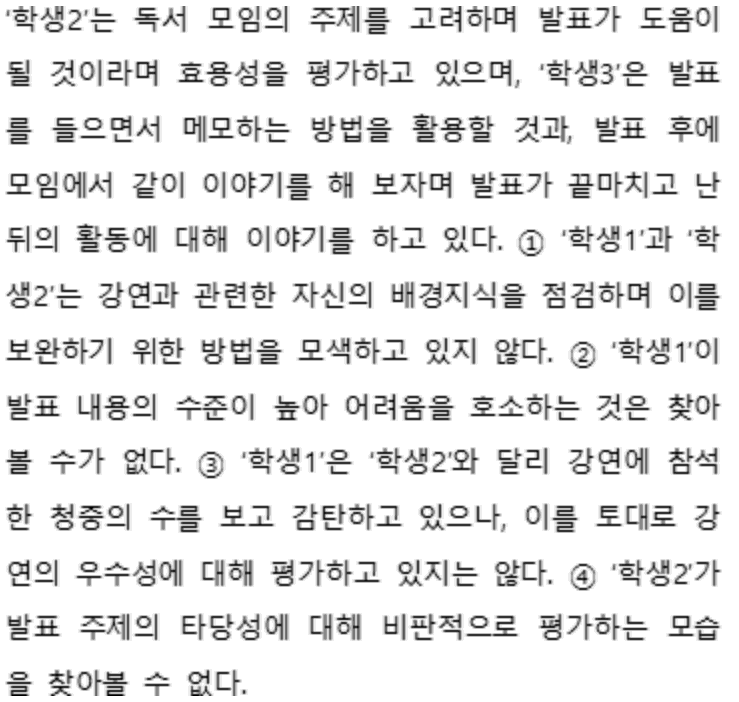 ‘학생2’는 독서 모임의 주제를 고려하며 발표가 도움이
될 것이라며 효용성을 평가하고 있으며, ‘학생3’은 발표
를 들으면서 메모하는 방법을 활용할 것과, 발표 후에
모임에서 같이 이야기를 해 보자며 발표가 끝마치고 난
뒤의 활동에 대해 이야기를 하고 있다. ① ‘학생1’과 ‘학
생2’는 강연과 관련한 자신의 배경지식을 점검하며 이를
보완하기 위한 방법을 모색하고 있지 않다. ② ‘학생1’이
발표 내용의 수준이 높아 어려움을 호소하는 것은 찾아
볼 수가 없다. ③ ‘학생1’은 ‘학생2’와 달리 강연에 참석
한 청중의 수를 보고 감탄하고 있으나, 이를 토대로 강
연의 우수성에 대해 평가하고 있지는 않다. ④ ‘학생2’가
발표 주제의 타당성에 대해 비판적으로 평가하는 모습
을 찾아볼 수 없다.